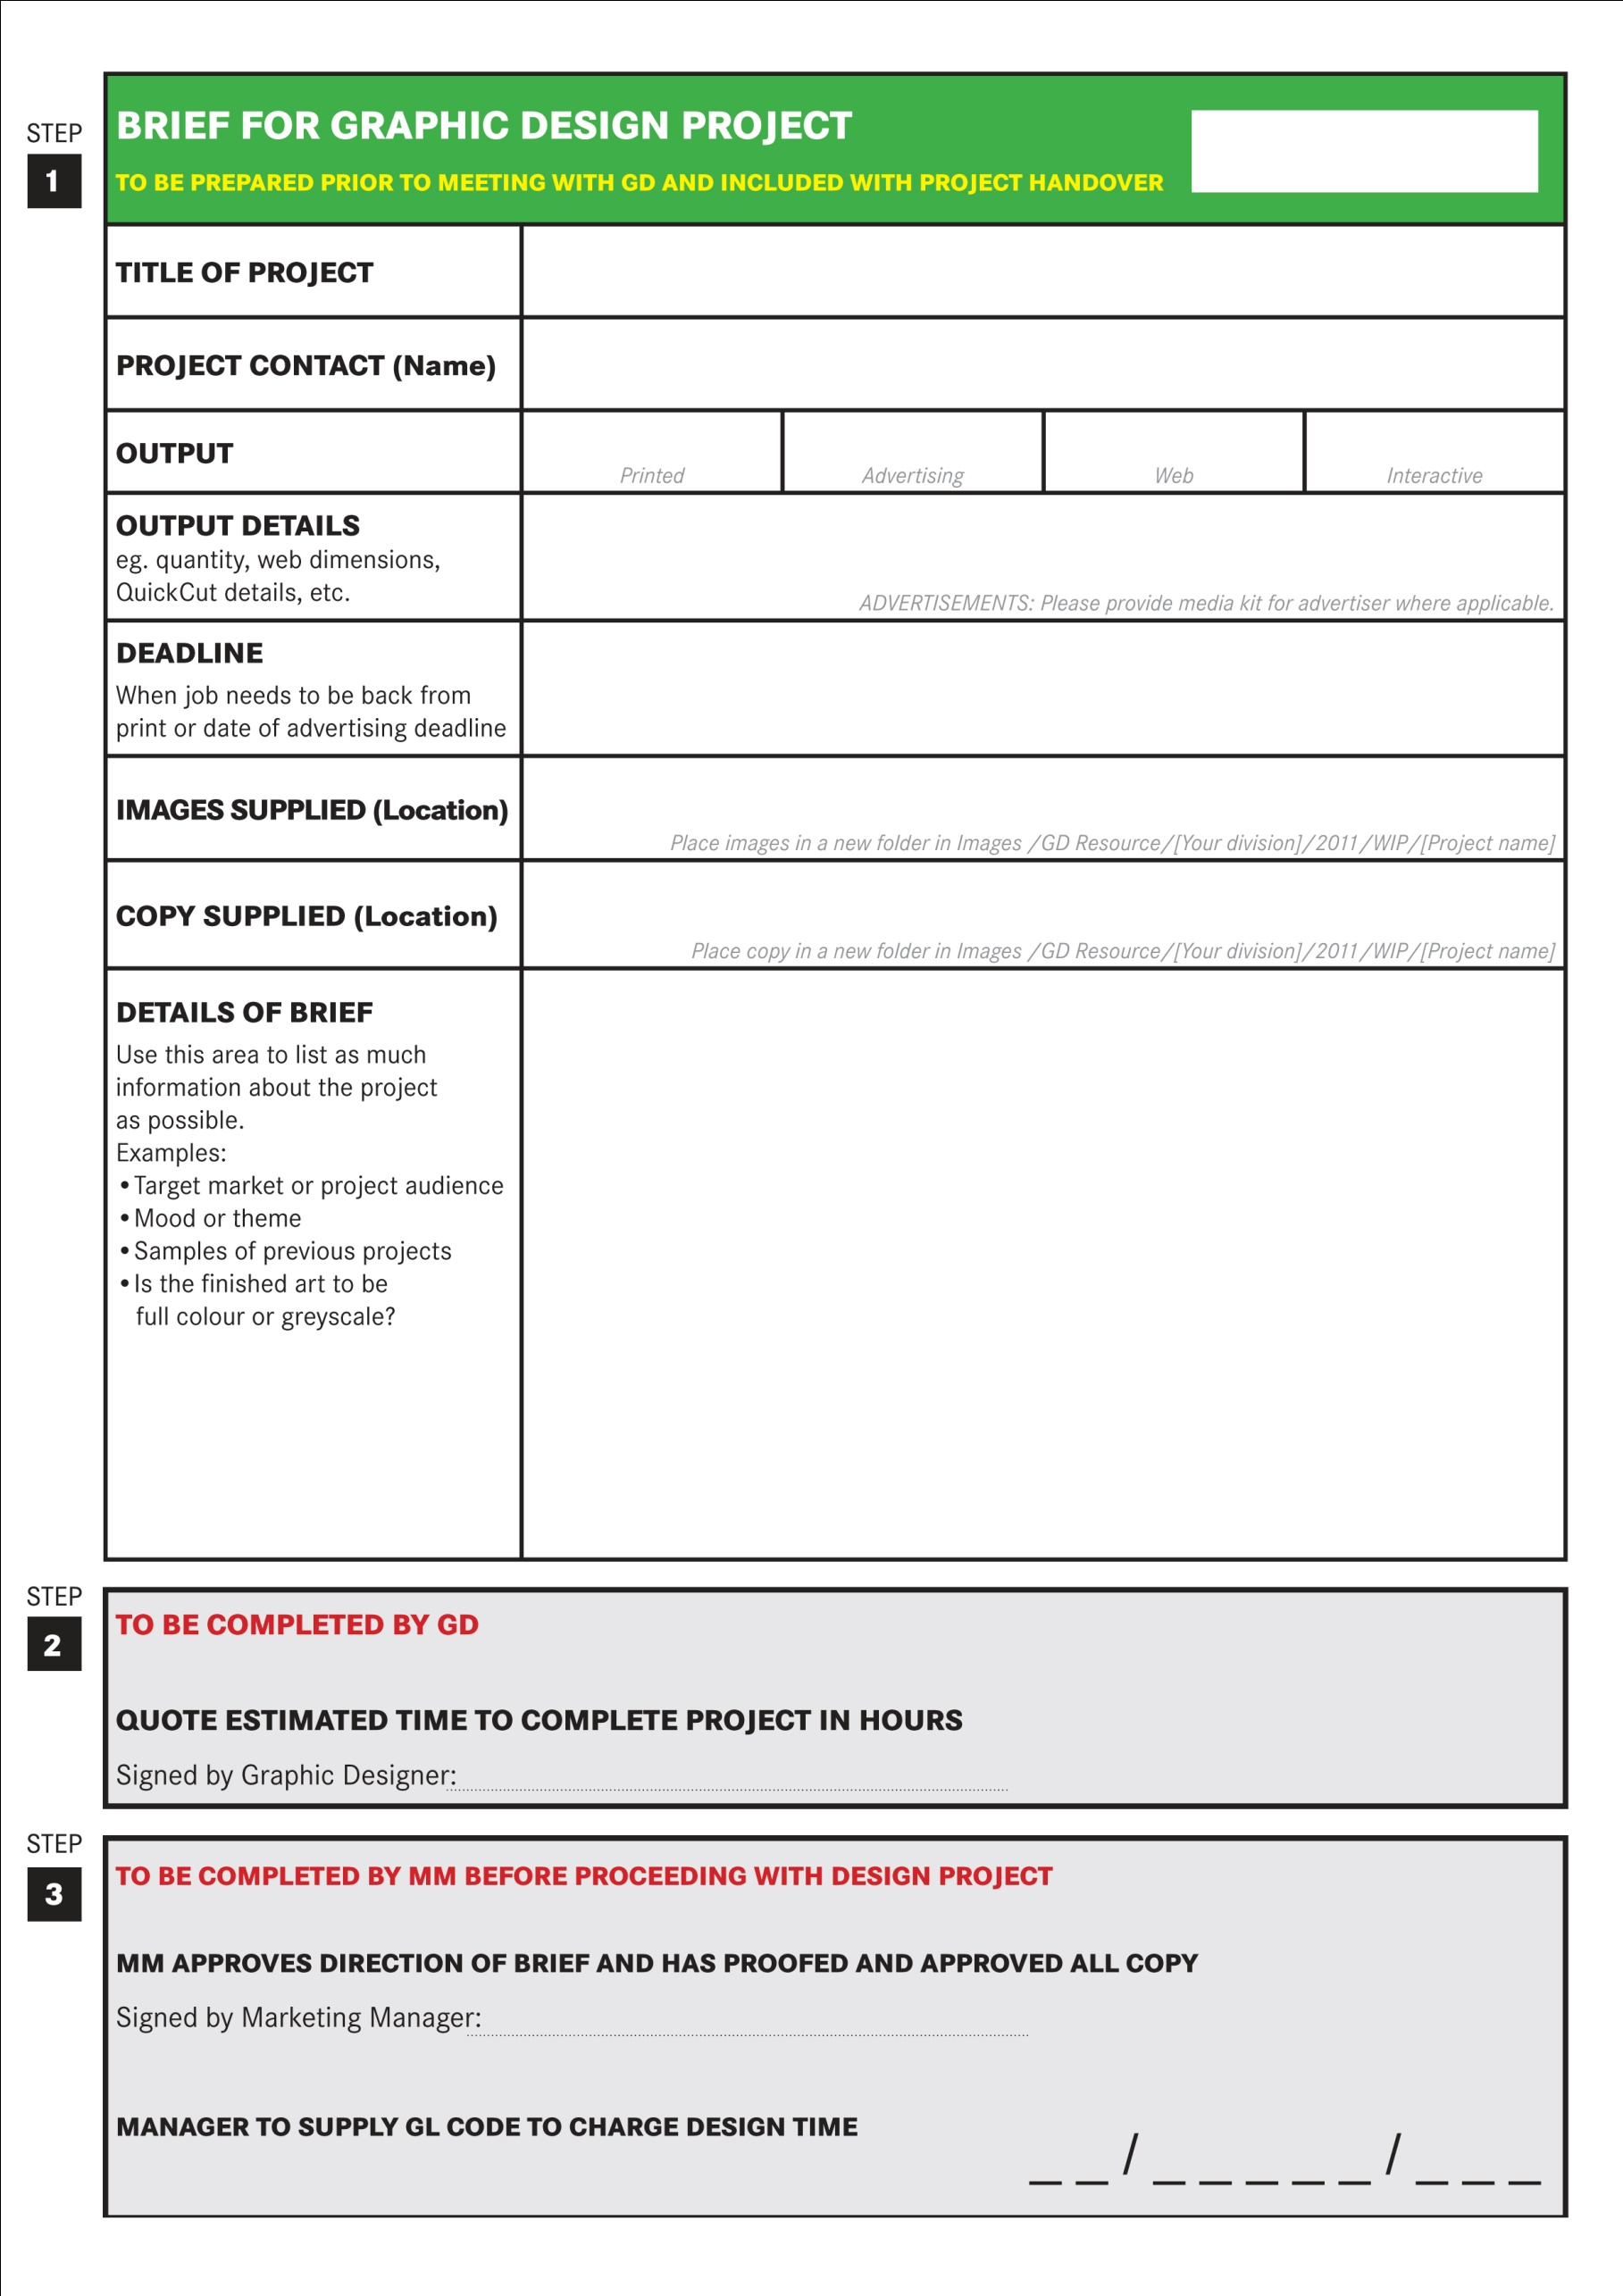 STEP
1
BRIEF FOR GRAPHIC DESIGN PROJECT
TO BE PREPARED PRIOR TO MEETING WITH GD AND INCLUDED WITH PROJECT HANDOVER
TITLE OF PROJECT
PROJECT CONTACT (Name)
OUTPUT
Printed
Advertising
Web
Interactive
OUTPUT DETAILS
eg. quantity, web dimensions,
QuickCut details, etc.
ADVERTISEMENTS: Please provide media kit for advertiser where applicable.
DEADLINE
When job needs to be back from
print or date of advertising deadline
IMAGES SUPPLIED (Location)
Place images in a new folder in Images /GD Resource/[Your division]/2011/WIP/[Project name]
COPY SUPPLIED (Location)
Place copy in a new folder in Images /GD Resource/[Your division]/2011/WIP/[Project name]
DETAILS OF BRIEF
Use this area to list as much
information about the project
as possible.
Examples:
• Target market or project audience
• Mood or theme
• Samples of previous projects
• Is the finished art to be
full colour or greyscale?
STEP
2
TO BE COMPLETED BY GD
QUOTE ESTIMATED TIME TO COMPLETE PROJECT IN HOURS
Signed by Graphic Designer:
STEP
3
TO BE COMPLETED BY MM BEFORE PROCEEDING WITH DESIGN PROJECT
MM APPROVES DIRECTION OF BRIEF AND HAS PROOFED AND APPROVED ALL COPY
Signed by Marketing Manager:
MANAGER TO SUPPLY GL CODE TO CHARGE DESIGN TIME
_ _ / _ _ _ _ _ / _ _ _